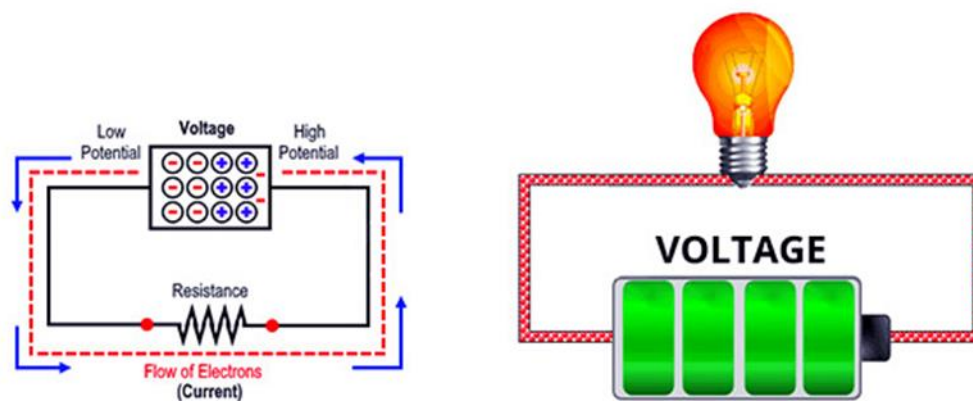 Low
Potential
Voltage
High
Potential
Resistance
Flow of Electrons
(Current)
VOLTAGE